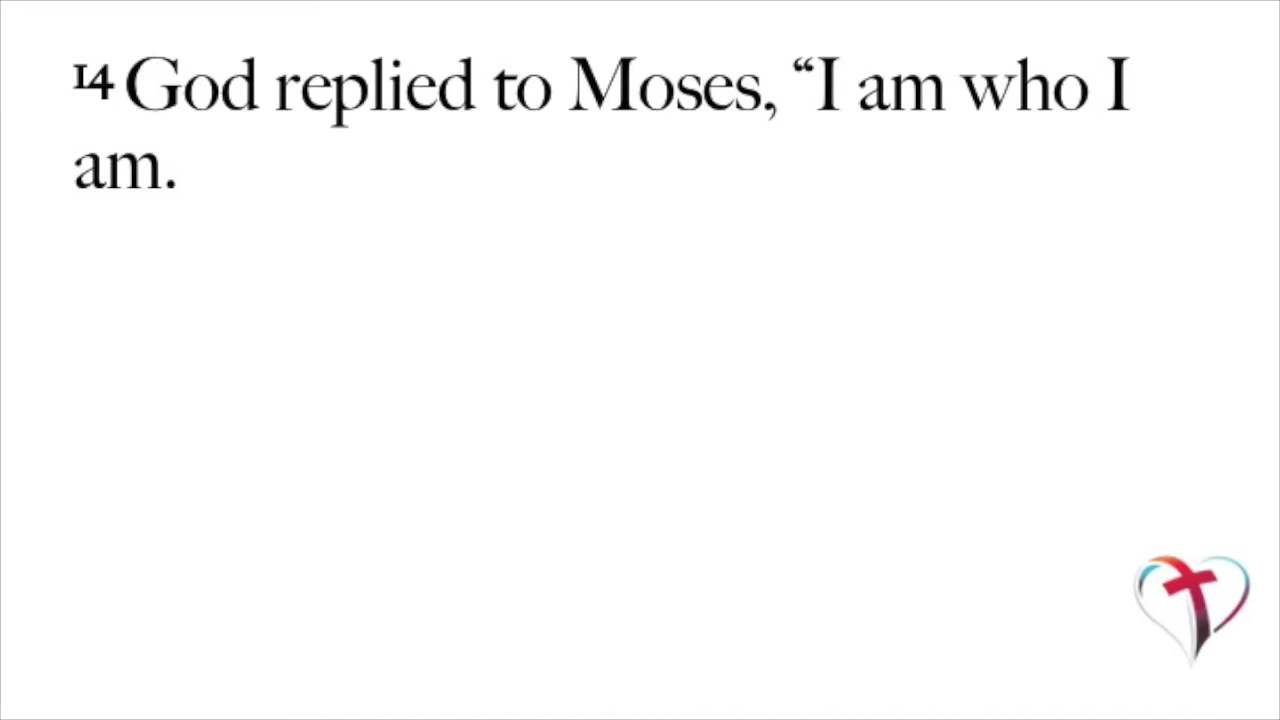 14 God replied to Moses, “I am who I
am.